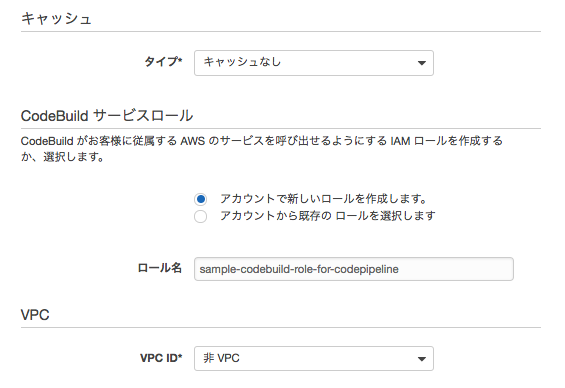 キャッシュ
タイプ* キャッシュなし
CodeBuild サービスロール
CodeBuild がお客様に従属する AWS のサービスを呼び出せるようにする IAM ロールを作成する
か、選択します。
アカウントで新しいロールを作成します。
アカウントから既存の ロールを選択します
ロール名 sample-codebuild-role-for-codepipeline
VPC
VPC ID* 非 VPC